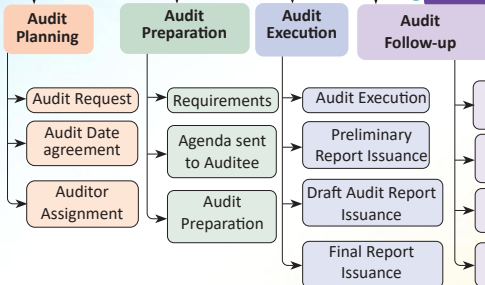 Audit
Planning
Audit Request
Audit Date
agreement
Auditor
Assignment
Audit
Preparation
Requirements
Agenda sent
to Auditee
Audit
Preparation
Audit
Execution
Audit Execution
Preliminary
Report Issuance
Draft Audit Report
Issuance
Final Report
Issuance
Audit
Follow-up